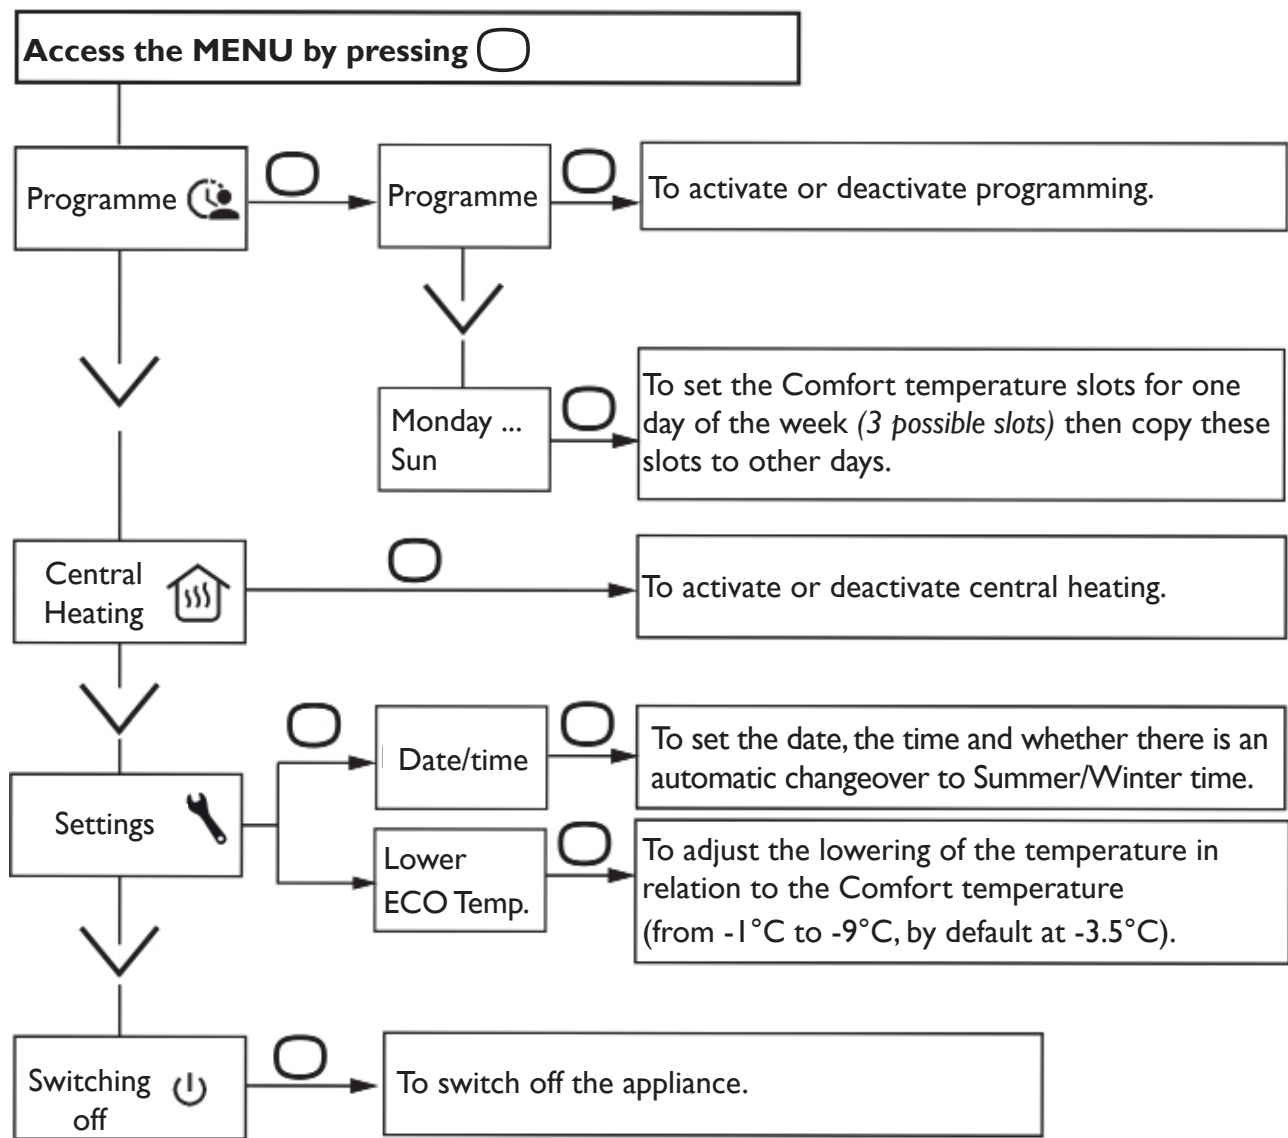 Access the MENU by pressing
Programme
Programme
To activate or deactivate programming.
Monday ...
Sun
To set the Comfort temperature slots for one
day of the week (3 possible slots) then copy these
slots to other days.
Central
Heating
To activate or deactivate central heating.
Settings
Date/time
To set the date, the time and whether there is an
automatic changeover to Summer/Winter time.
Lower
ECO Temp.
To adjust the lowering of the temperature in
relation to the Comfort temperature
(from -1°C to -9°C, by default at -3.5°C).
Switching
off
To switch off the appliance.